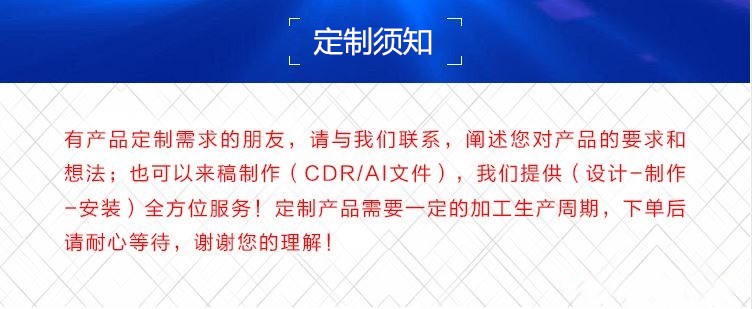 定制须知
有产品定制需求的朋友，请与我们联系，阐述您对产品的要求和
想法；也可以来稿制作（CDR/AI文件），我们提供（设计-制作
-安装）全方位服务！定制产品需要一定的加工生产周期，下单后
请耐心等待，谢谢您的理解！